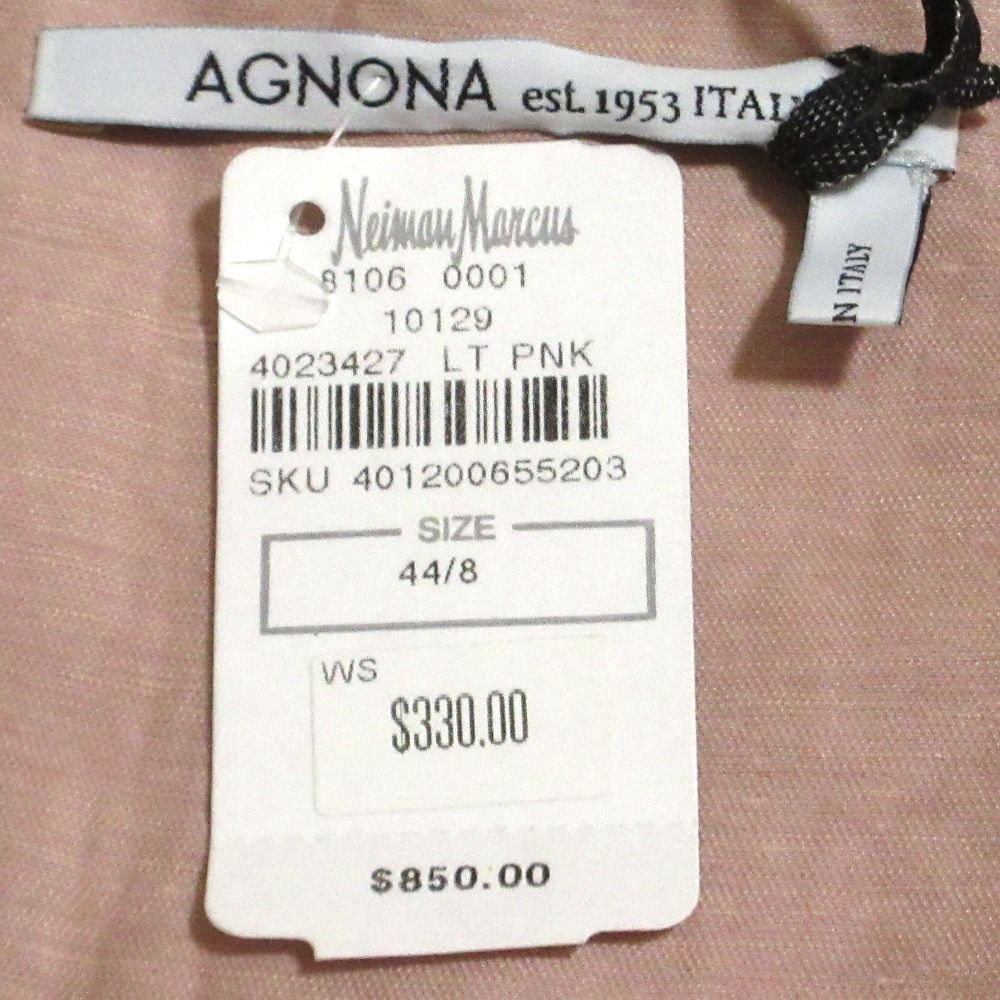 AGNONA est. 1953 ITALY
N ITALY
Neiman Marcus
8106 0001
10129
4023427 LT PNK
SKU 401200655203
SIZE
44/8
WS
$330.00
$850.00